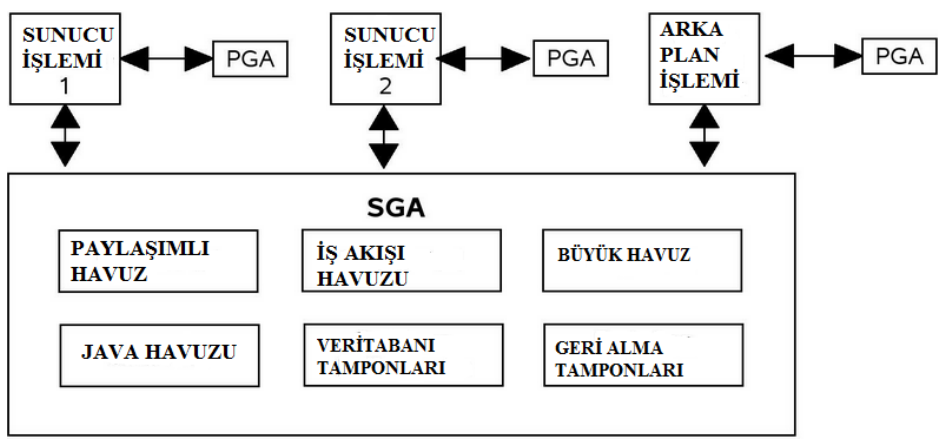 SUNUCU
İŞLEMİ
1
PGA
SUNUCU
İŞLEMİ
2
PGA
ARKA
PLAN
İŞLEMİ
PGA
SGA
PAYLAŞIMLI
HAVUZ
İŞ AKIŞI
HAVUZU
BÜYÜK HAVUZ
JAVA HAVUZU
VERİTABANI
TAMPONLARI
GERİ ALMA
TAMPONLARI